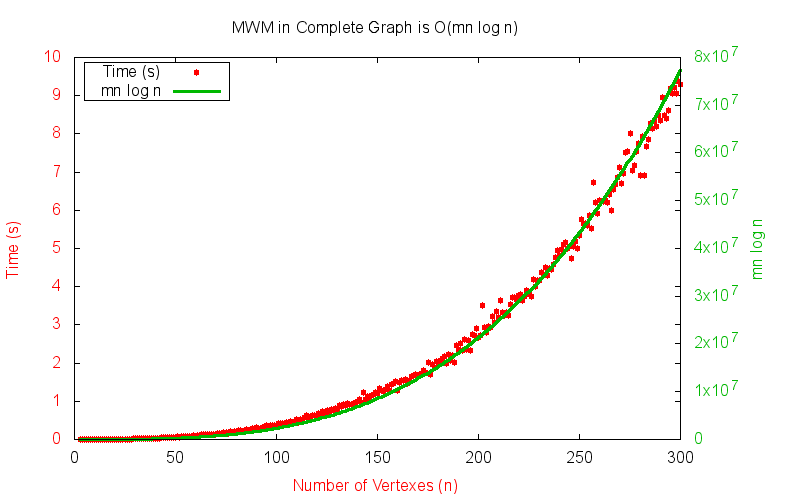 MWM in Complete Graph is O(mn log n)
Time (s)
mn log n
10
9
8
7
6
5
4
3
2
1
0
8x10^7
7x10^7
6x10^7
5x10^7
4x10^7
3x10^7
2x10^7
1x10^7
0
Time (s)
mn log n
0 50 100 150 200 250 300
Number of Vertexes (n)